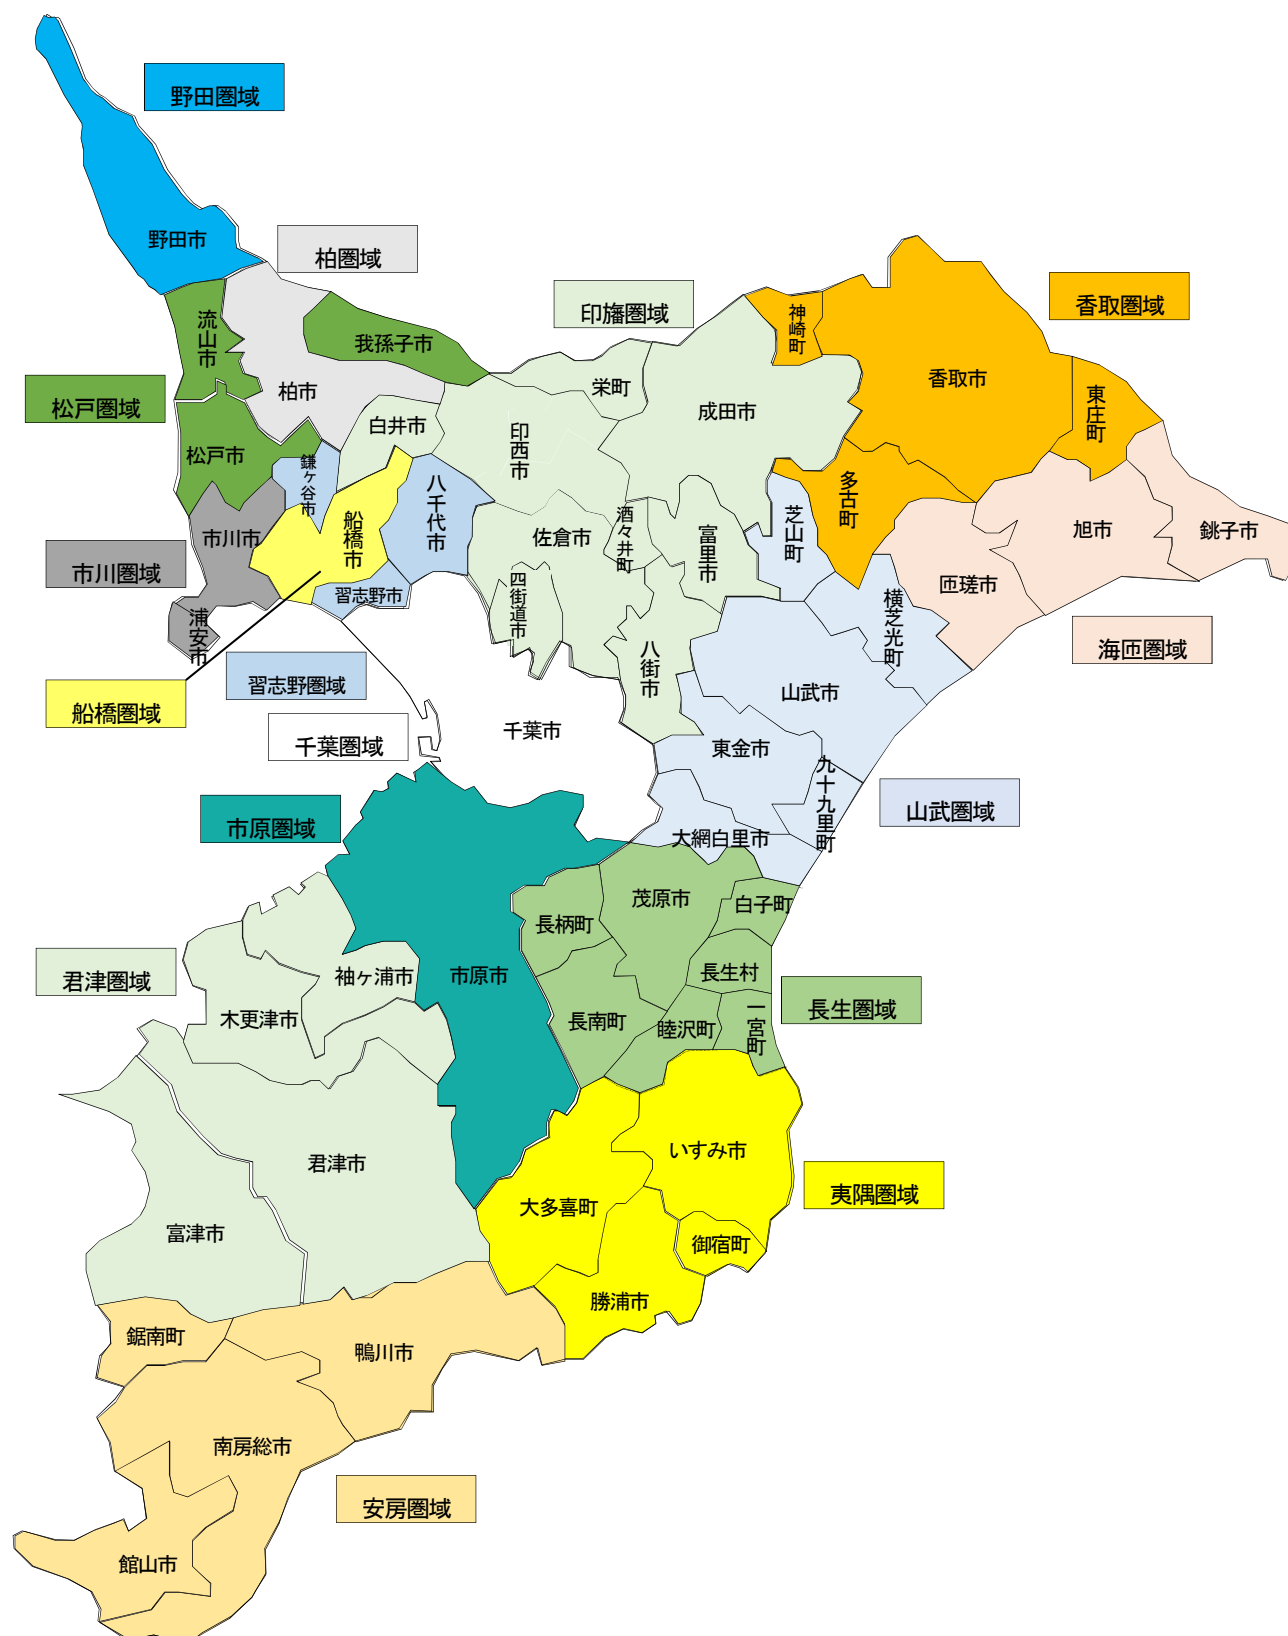 野田圏域
野田市
柏圏域
香取圏域
印旛圏域
流山市
神崎町
我孫子市
香取市
栄町
柏市
松戸圏域
東庄町
成田市
白井市
印西市
松戸市
鎌ヶ谷市
多古町
八千代市
船橋市
芝山町
酒々井町
佐倉市
富里市
旭市
銚子市
市川市
市川圏域
匝瑳市
習志野市
四街道市
横芝光町
浦安市
海匝圏域
八街市
習志野圏域
山武市
船橋圏域
千葉市
千葉圏域
東金市
九十九里町
山武圏域
市原圏域
大網白里市
茂原市
白子町
長柄町
君津圏域
袖ヶ浦市
市原市
長生村
長生圏域
木更津市
長南町
睦沢町
一宮町
いすみ市
君津市
夷隅圏域
大多喜町
富津市
御宿町
勝浦市
鋸南町
鴨川市
南房総市
安房圏域
館山市